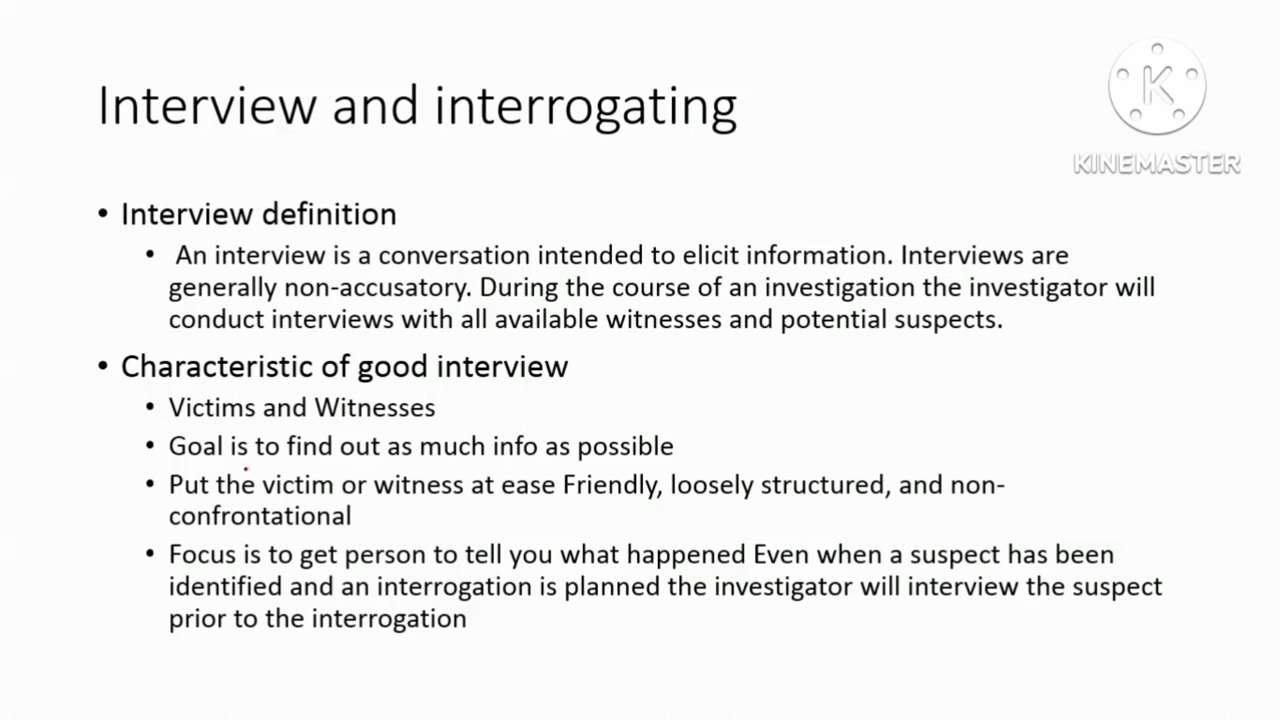 Interview and interrogating
KINEMASTER
• Interview definition
• An interview is a conversation intended to elicit information. Interviews are
generally non-accusatory. During the course of an investigation the investigator will
conduct interviews with all available witnesses and potential suspects.
• Characteristic of good interview
• Victims and Witnesses
• Goal is to find out as much info as possible
• Put the victim or witness at ease Friendly, loosely structured, and non-
confrontational
• Focus is to get person to tell you what happened Even when a suspect has been
identified and an interrogation is planned the investigator will interview the suspect
prior to the interrogation